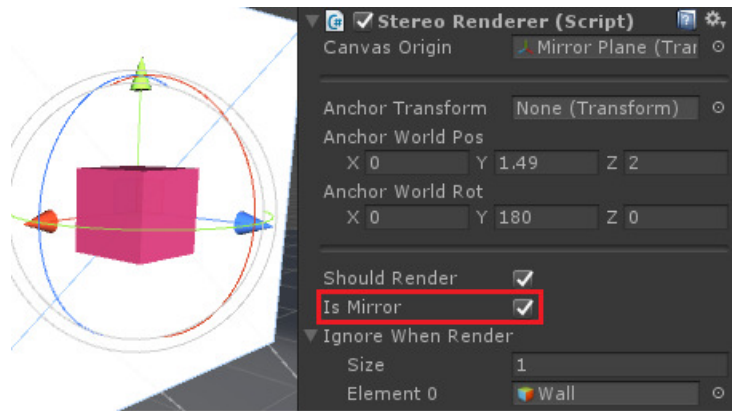 Stereo Renderer (Script)
Canvas Origin Mirror Plane (Trar
Anchor Transform None (Transform)
Anchor World Pos
X 0 Y 1.49 Z 2
Anchor World Rot
X 0 Y 180 Z 0
Should Render
Is Mirror
Ignore When Render
Size 1
Element 0 Wall